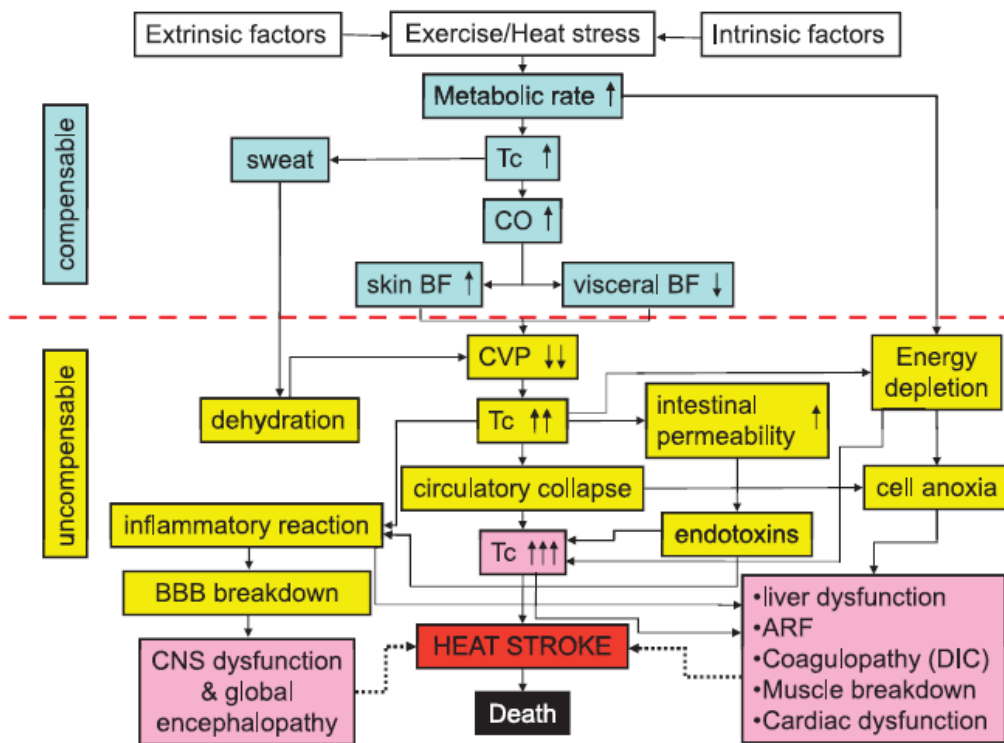 Extrinsic factors
Exercise/Heat stress
Intrinsic factors
Metabolic rate ↑
compensable
sweat
Tc ↑
CO ↑
skin BF ↑
visceral BF ↓
uncompensable
CVP ↓↓
Energy
depletion
dehydration
Tc ↑↑
intestinal
permeability ↑
circulatory collapse
cell anoxia
inflammatory reaction
endotoxins
Tc ↑↑↑
BBB breakdown
CNS dysfunction
& global
encephalopathy
HEAT STROKE
•liver dysfunction
•ARF
•Coagulopathy (DIC)
•Muscle breakdown
•Cardiac dysfunction
Death